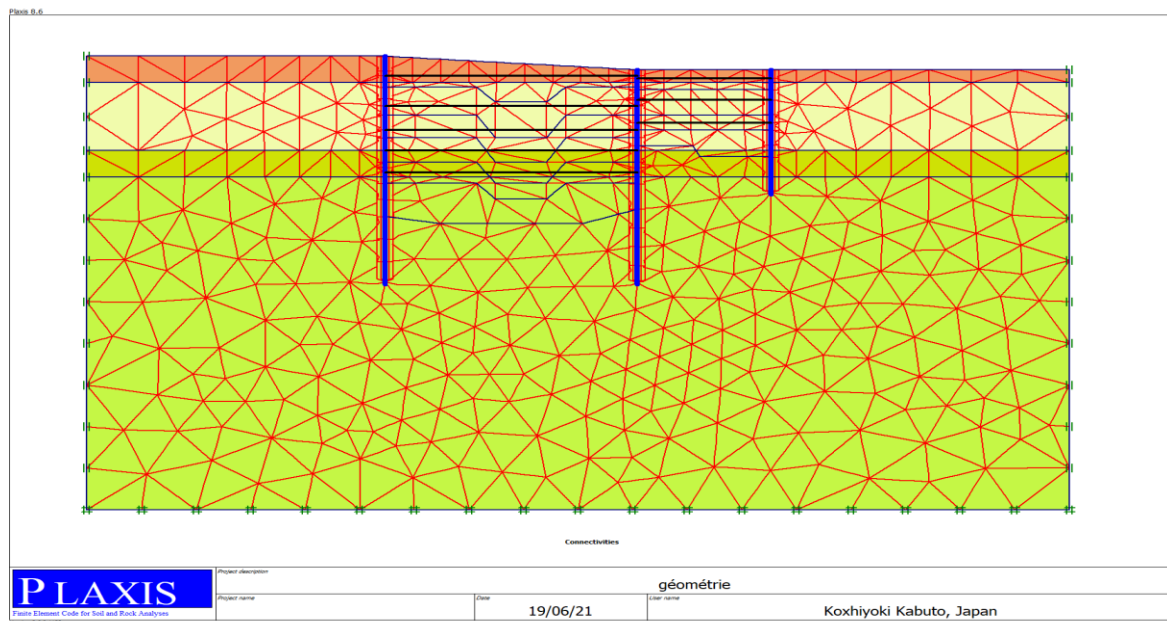 Plaxis 8.6
Connectivities
PLAXIS
Finite Element Code for Soil and Rock Analyses
Project description
géométrie
Project name
Date
19/06/21
User name
Koxhiyoki Kabuto, Japan